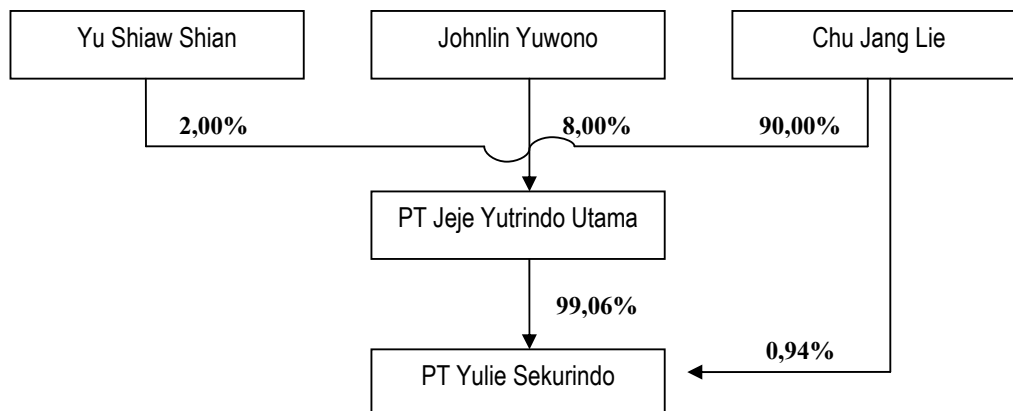 Yu Shiaw Shian
Johnlin Yuwono
Chu Jang Lie
2,00%
8,00%
90,00%
PT Jeje Yutrindo Utama
99,06%
0,94%
PT Yulie Sekurindo